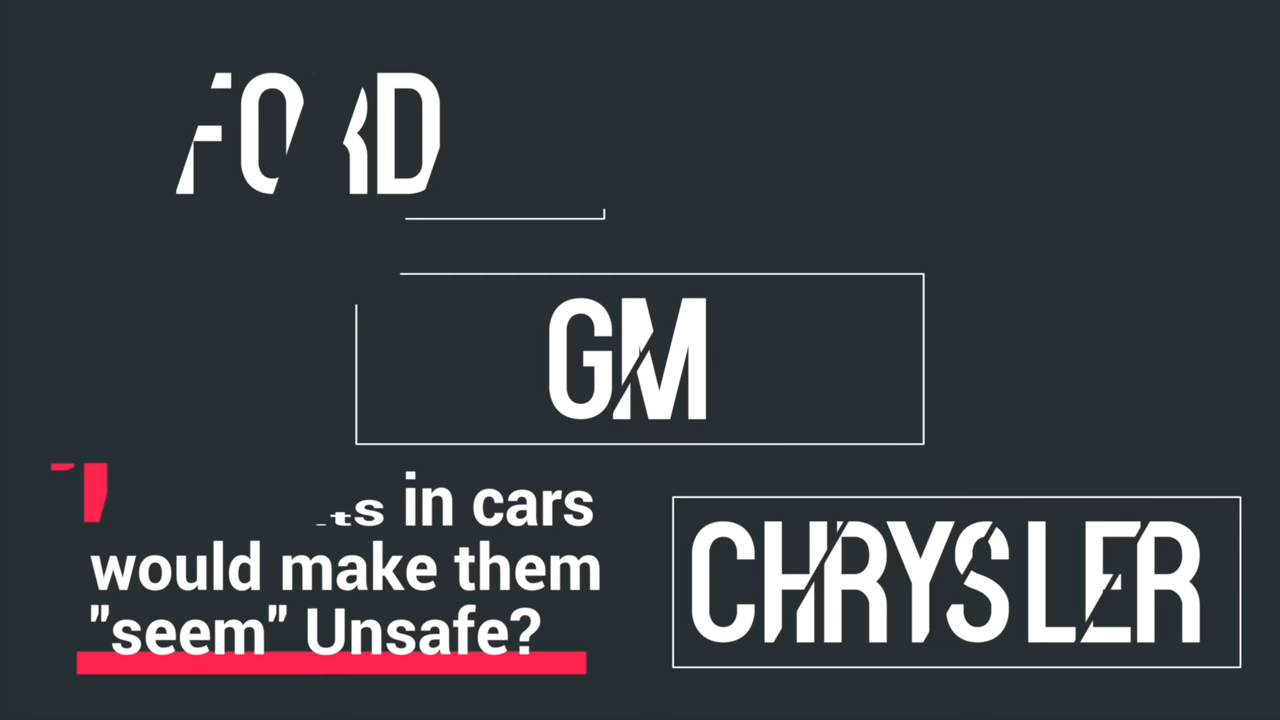 FORD
GM
in cars
would make them
"seem" Unsafe?
CHRYSLER